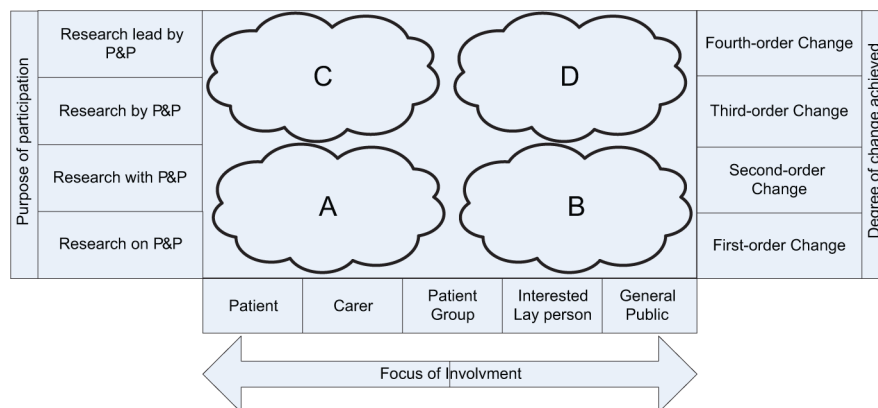 Purpose of participation
Research lead by
P&P
Research by P&P
Research with P&P
Research on P&P
C
D
A
B
Fourth-order Change
Third-order Change
Second-order
Change
First-order Change
Degree of change achieved
Patient
Carer
Patient
Group
Interested
Lay person
General
Public
Focus of Involvment